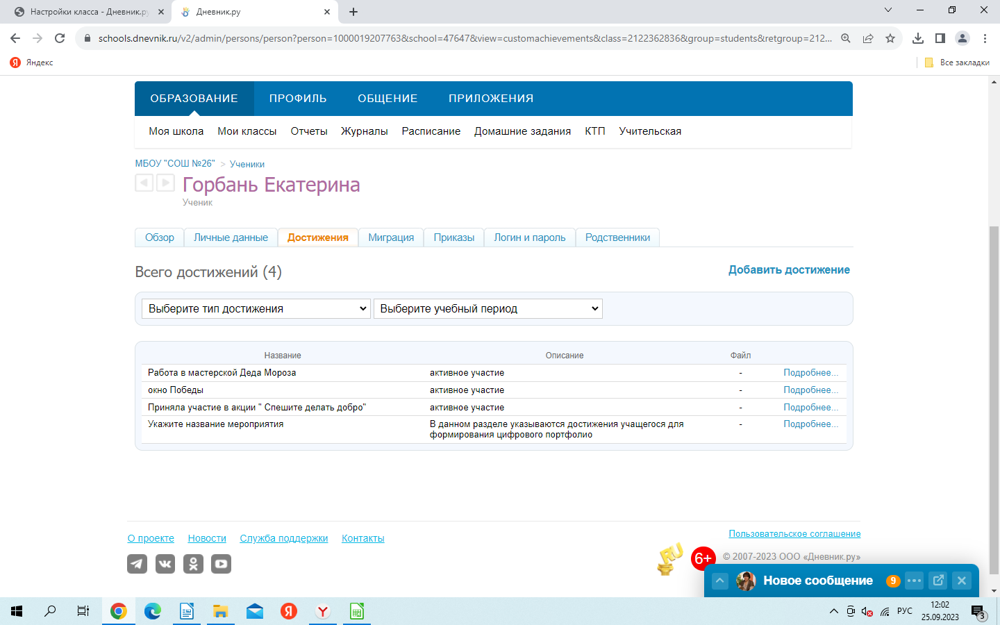 Настройки класса - Дневник.ру
Дневник.ру
schools.dnevnik.ru/v2/admin/persons/person?person=1000019207763&school=47647&view=customachievements&class=2122362836&group=students&retgroup=212...
Яндекс
Все закладки
ОБРАЗОВАНИЕ ПРОФИЛЬ ОБЩЕНИЕ ПРИЛОЖЕНИЯ
Моя школа Мои классы Отчеты Журналы Расписание Домашние задания КТП Учительская
МБОУ "СОШ №26" > Ученики
Горбань Екатерина
Ученик
Обзор Личные данные Достижения Миграция Приказы Логин и пароль Родственники
Всего достижений (4)
Добавить достижение
Выберите тип достижения Выберите учебный период
Название Описание Файл
Работа в мастерской Деда Мороза активное участие - Подробнее...
окно Победы активное участие - Подробнее...
Приняла участие в акции " Спешите делать добро" активное участие - Подробнее...
Укажите название мероприятия В данном разделе указываются достижения учащегося для - Подробнее...
формирования цифрового портфолио
О проекте Новости Служба поддержки Контакты
Пользовательское соглашение
RU 6+ © 2007-2023 ООО «Дневник.ру»
Новое сообщение 9
РУС 12:02
25.09.2023 3